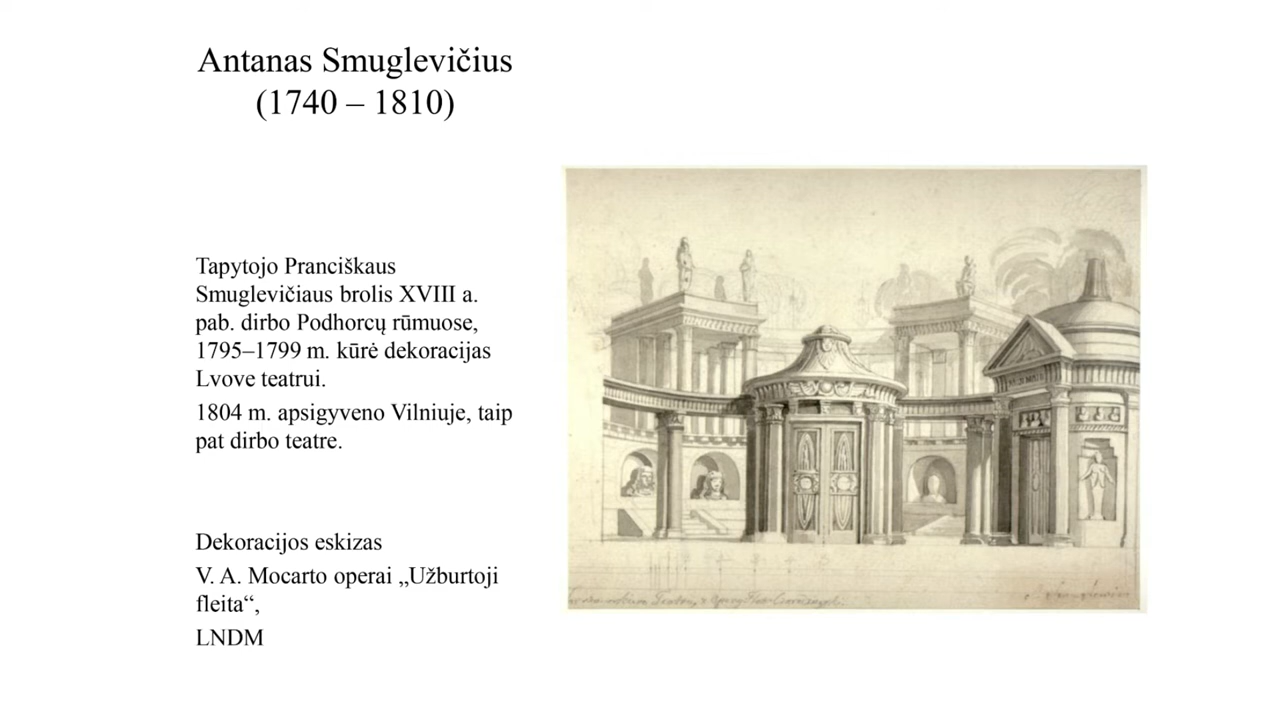 Antanas Smuglevičius
(1740 – 1810)
Tapytojo Pranciškaus
Smuglevičiaus brolis XVIII a.
pab. dirbo Podhorcų rūmuose,
1795–1799 m. kūrė dekoracijas
Lvove teatrui.
1804 m. apsigyveno Vilniuje, taip
pat dirbo teatre.
Dekoracijos eskizas
V. A. Mocarto operai „Užburtoji
fleita“,
LNDM